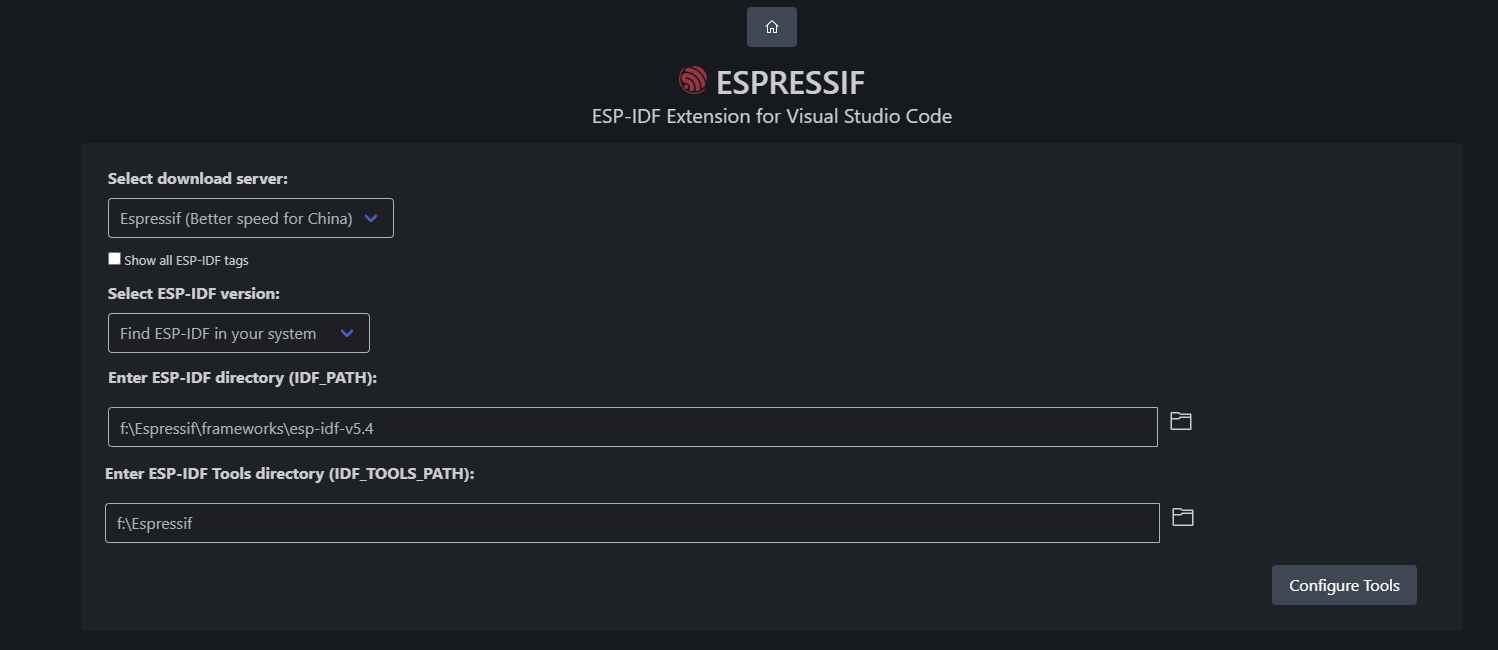 ESPRESSIF
ESP-IDF Extension for Visual Studio Code
Select download server:
Espressif (Better speed for China)
Show all ESP-IDF tags
Select ESP-IDF version:
Find ESP-IDF in your system
Enter ESP-IDF directory (IDF_PATH):
f:\Espressif\frameworks\esp-idf-v5.4
Enter ESP-IDF Tools directory (IDF_TOOLS_PATH):
f:\Espressif
Configure Tools